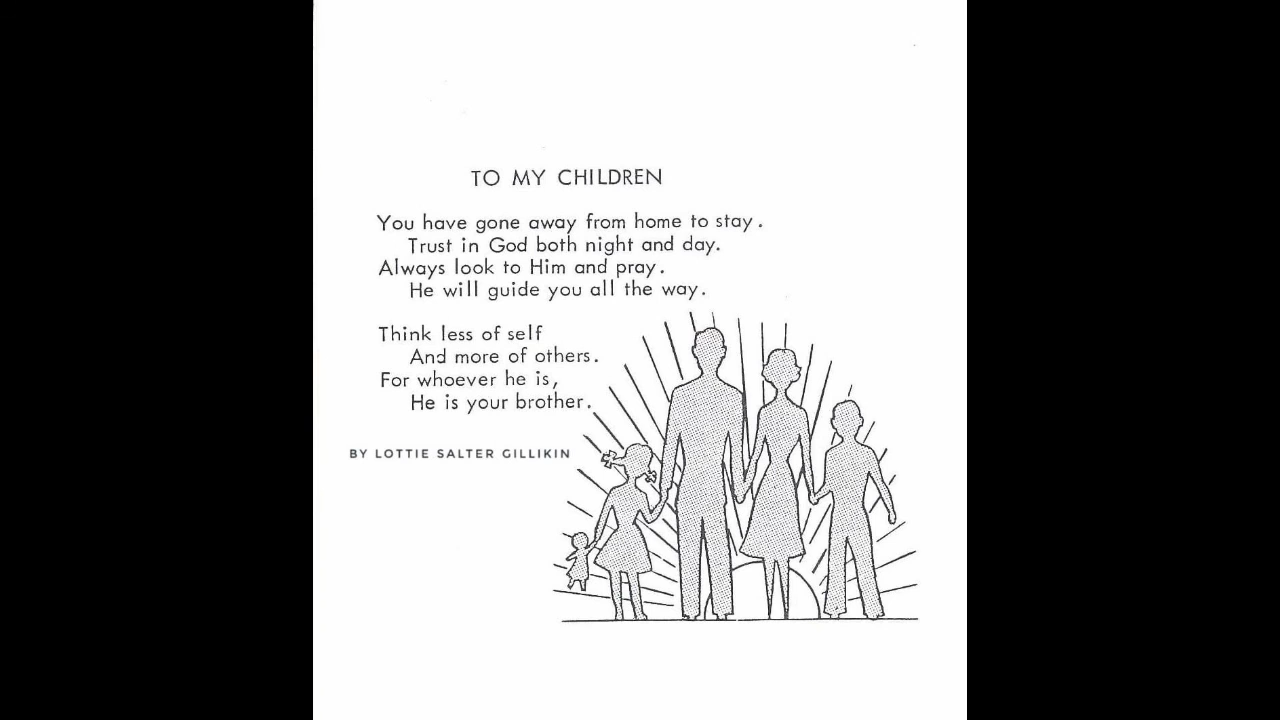 TO MY CHILDREN
You have gone away from home to stay.
Trust in God both night and day.
Always look to Him and pray.
He will guide you all the way.
Think less of self
And more of others.
For whoever he is,
He is your brother.
BY LOTTIE SALTER GILLIKIN